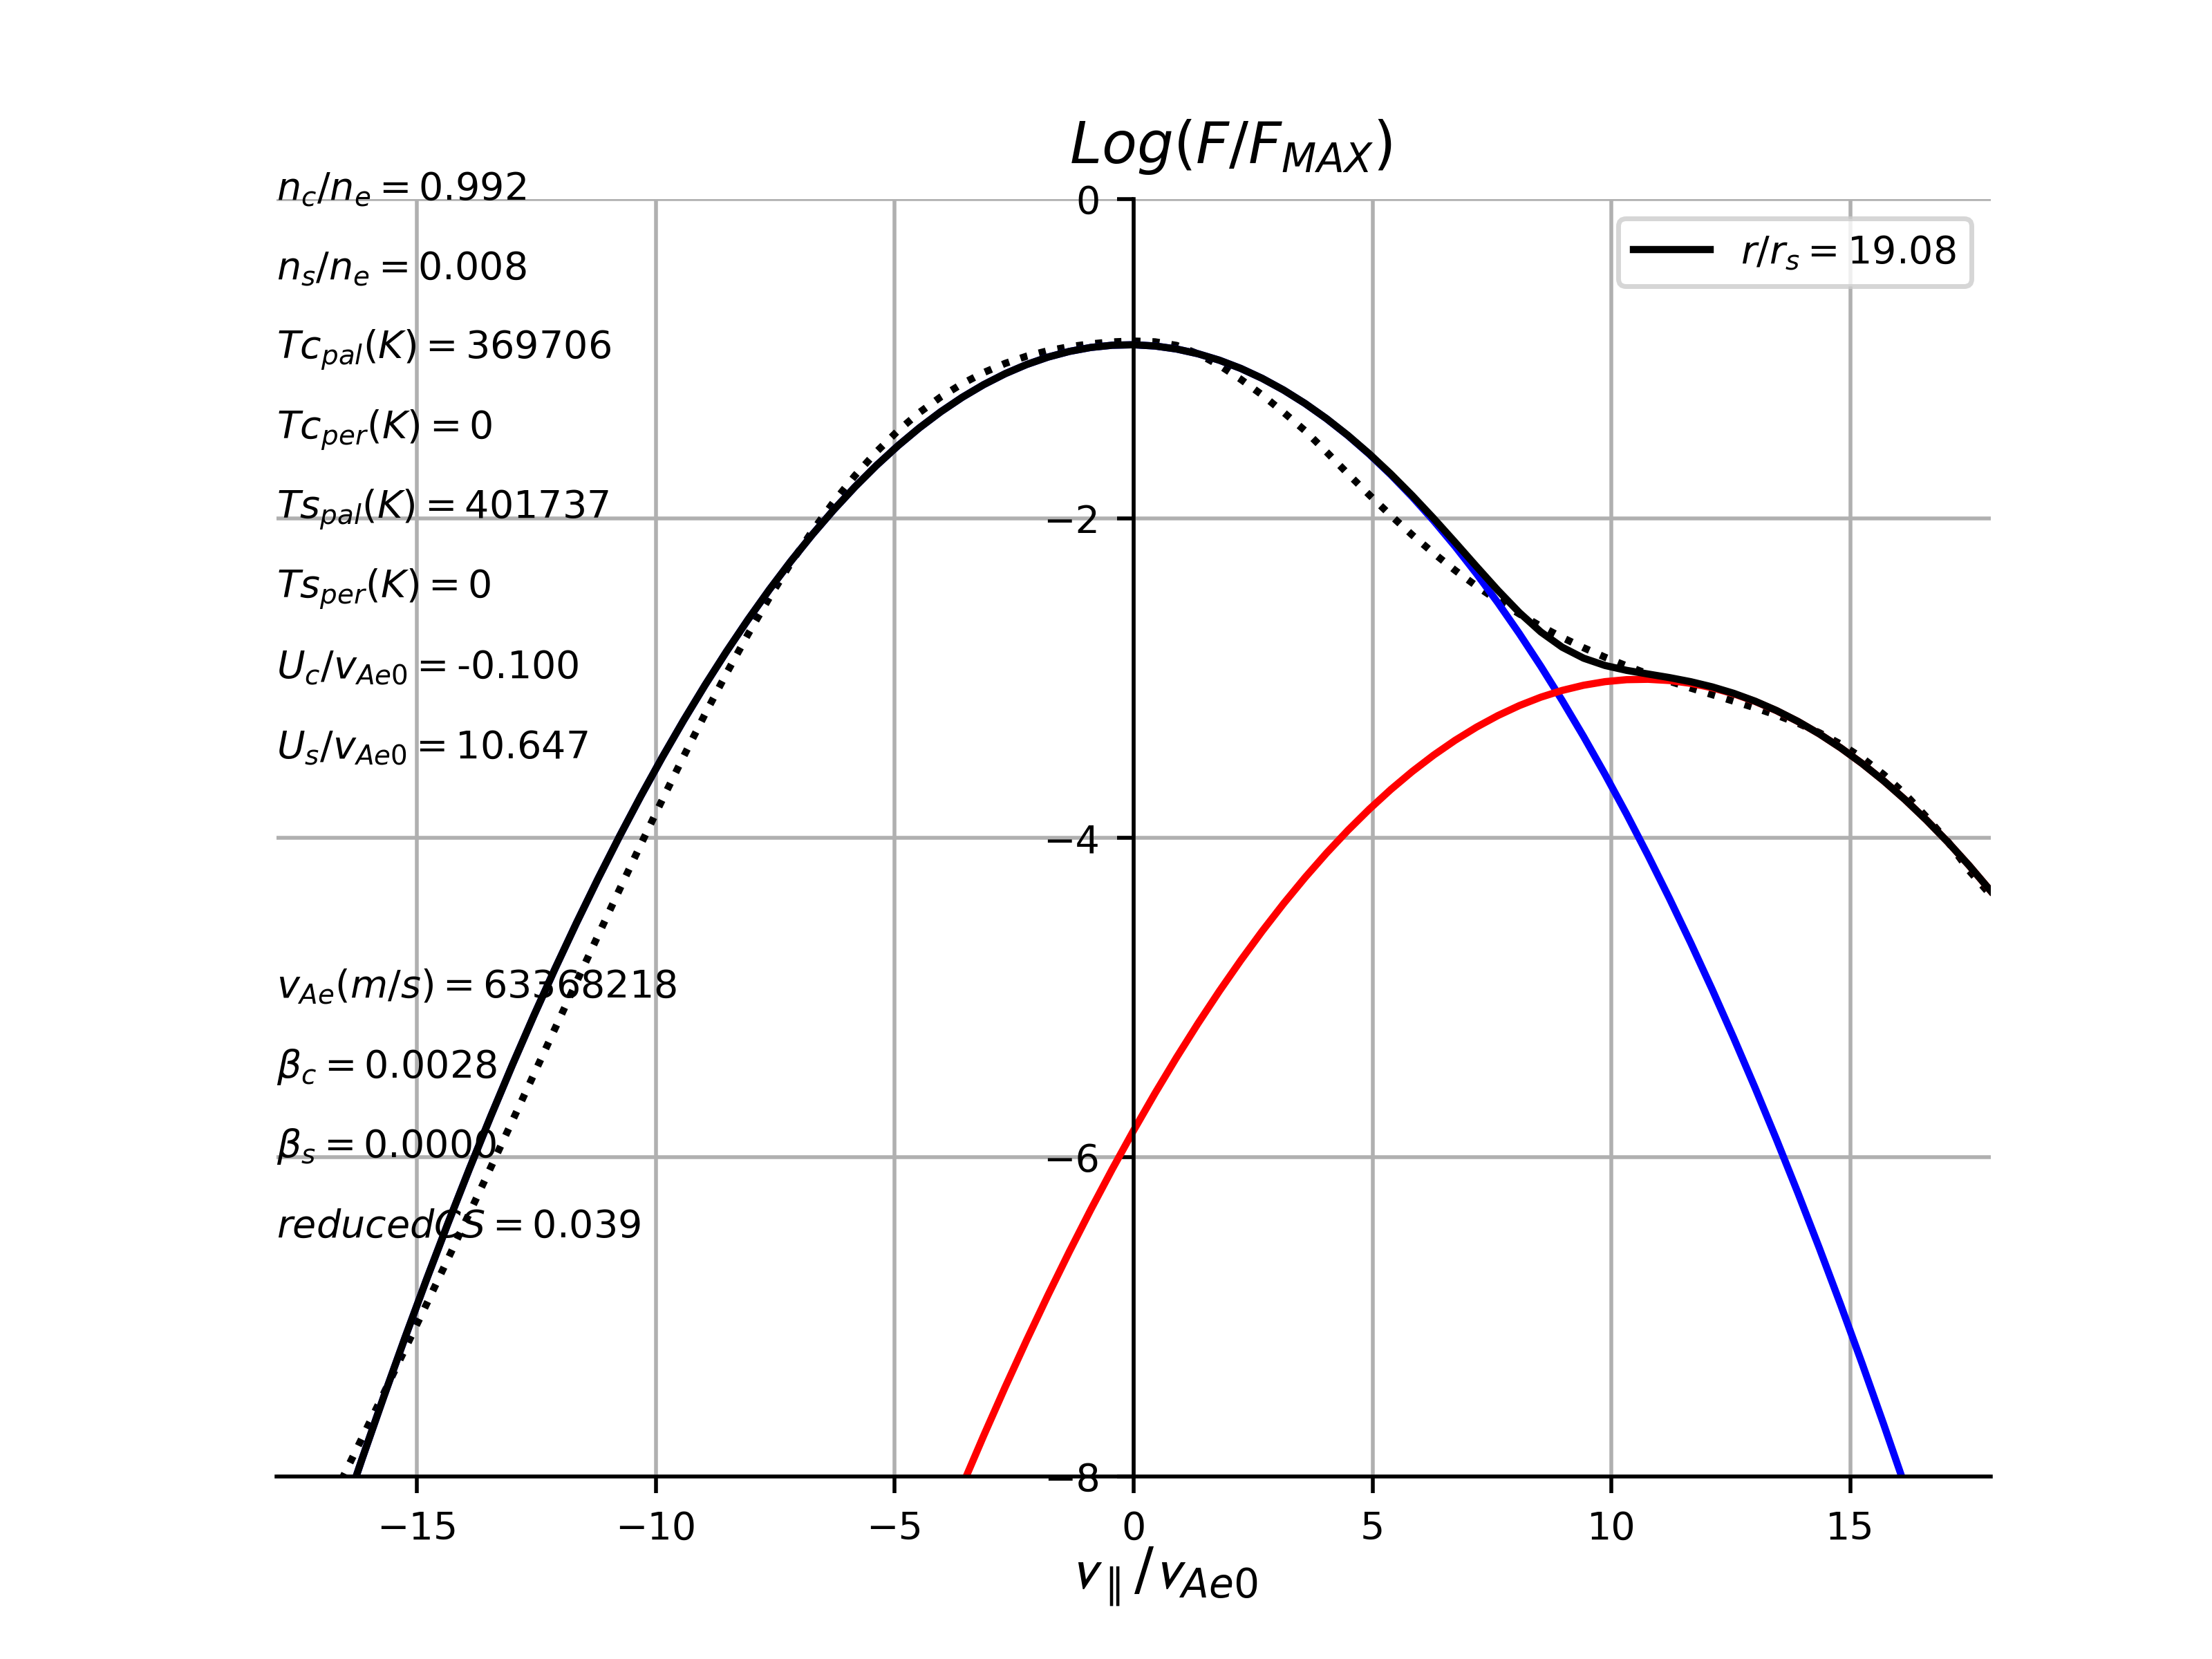 Log(F/F_MAX)
n_c/n_e = 0.992
0
r/r_s = 19.08
n_s/n_e = 0.008
Tc_pal(K) = 369706
Tc_per(K) = 0
Ts_pal(K) = 401737
−2
Ts_per(K) = 0
U_c/v_Ae0 = -0.100
U_s/v_Ae0 = 10.647
−4
v_Ae(m/s) = 63368218
β_c = 0.0028
β_s = 0.0000
−6
reducedCS = 0.039
−8
−15 −10 −5 0 5 10 15
v_∥/v_Ae0